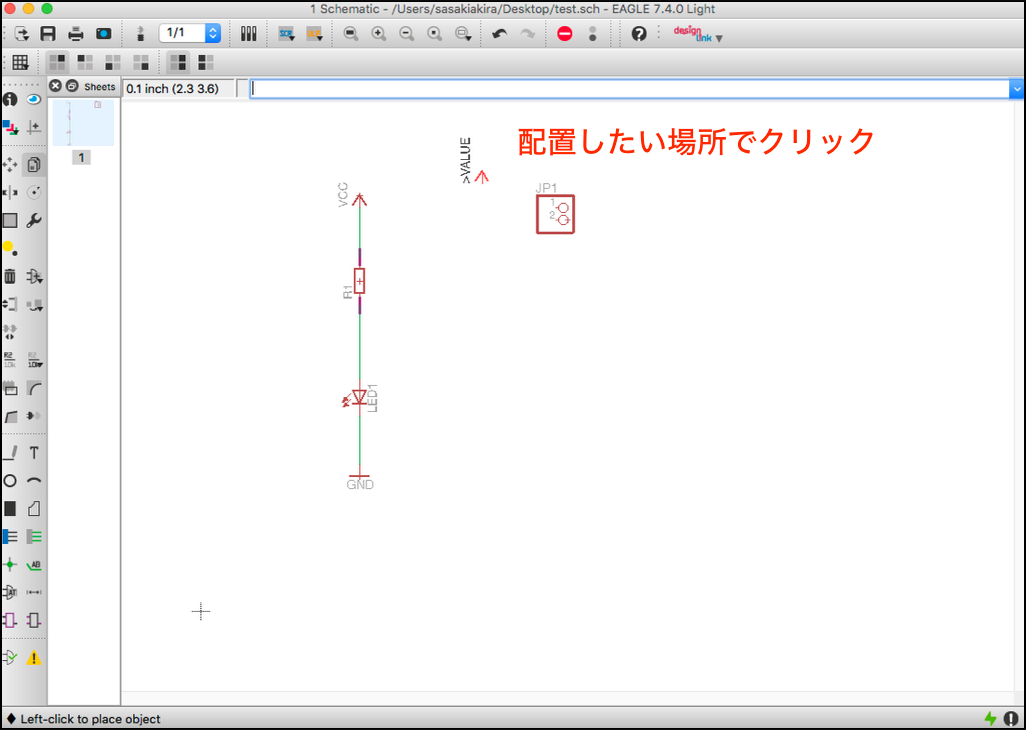 1 Schematic - /Users/sasakiakira/Desktop/test.sch - EAGLE 7.4.0 Light
1/1
design link
Sheets
0.1 inch (2.3 3.6)
1
配置したい場所でクリック
>VALUE
VCC
JP1
1
2
R1
LED1
GND
R2
10k
R2
10k
T
AB
Left-click to place object